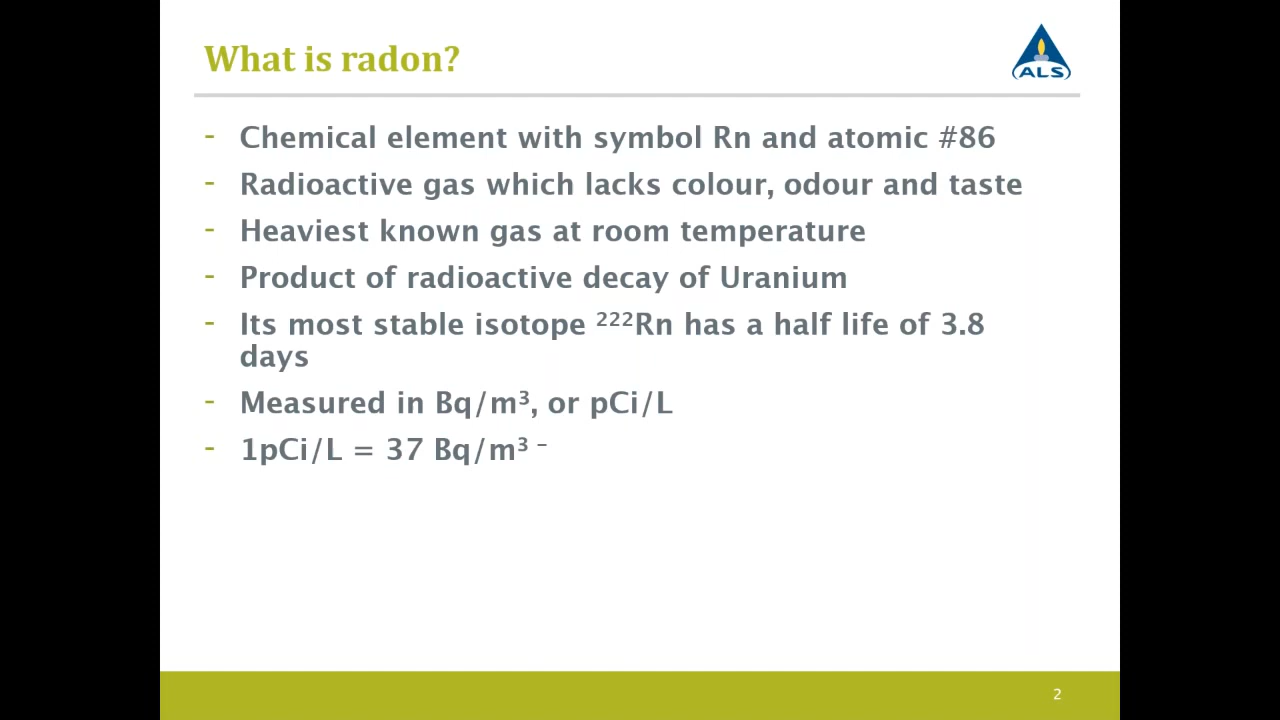 What is radon?
ALS
- Chemical element with symbol Rn and atomic #86
- Radioactive gas which lacks colour, odour and taste
- Heaviest known gas at room temperature
- Product of radioactive decay of Uranium
- Its most stable isotope ²²²Rn has a half life of 3.8
days
- Measured in Bq/m³, or pCi/L
- 1pCi/L = 37 Bq/m³ ⁻
2